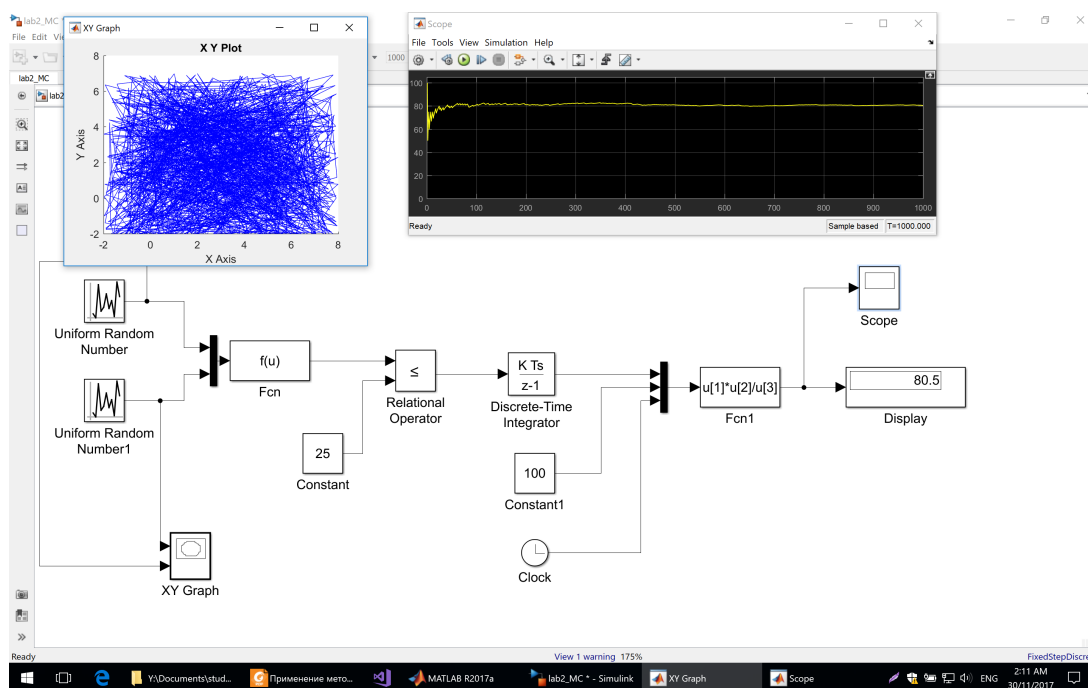 lab2_MC
XY Graph
File Edit
1000
lab2_MC
lab2
X Y Plot
8
6
4
2
0
-2
Y Axis
-2 0 2 4 6 8
X Axis
Scope
File Tools View Simulation Help
100
80
60
40
20
0
0 100 200 300 400 500 600 700 800 900 1000
Ready
Sample based T=1000.000
Uniform Random
Number
Uniform Random
Number1
f(u)
Fcn
≤
Relational
Operator
25
Constant
K Ts
z-1
Discrete-Time
Integrator
100
Constant1
Clock
u[1]*u[2]/u[3]
Fcn1
Scope
80.5
Display
XY Graph
Ready
View 1 warning 175%
FixedStepDiscre
Y:\Documents\stud...
Применение мето...
MATLAB R2017a
lab2_MC * - Simulink
XY Graph
Scope
ENG
2:11 AM
30/11/2017